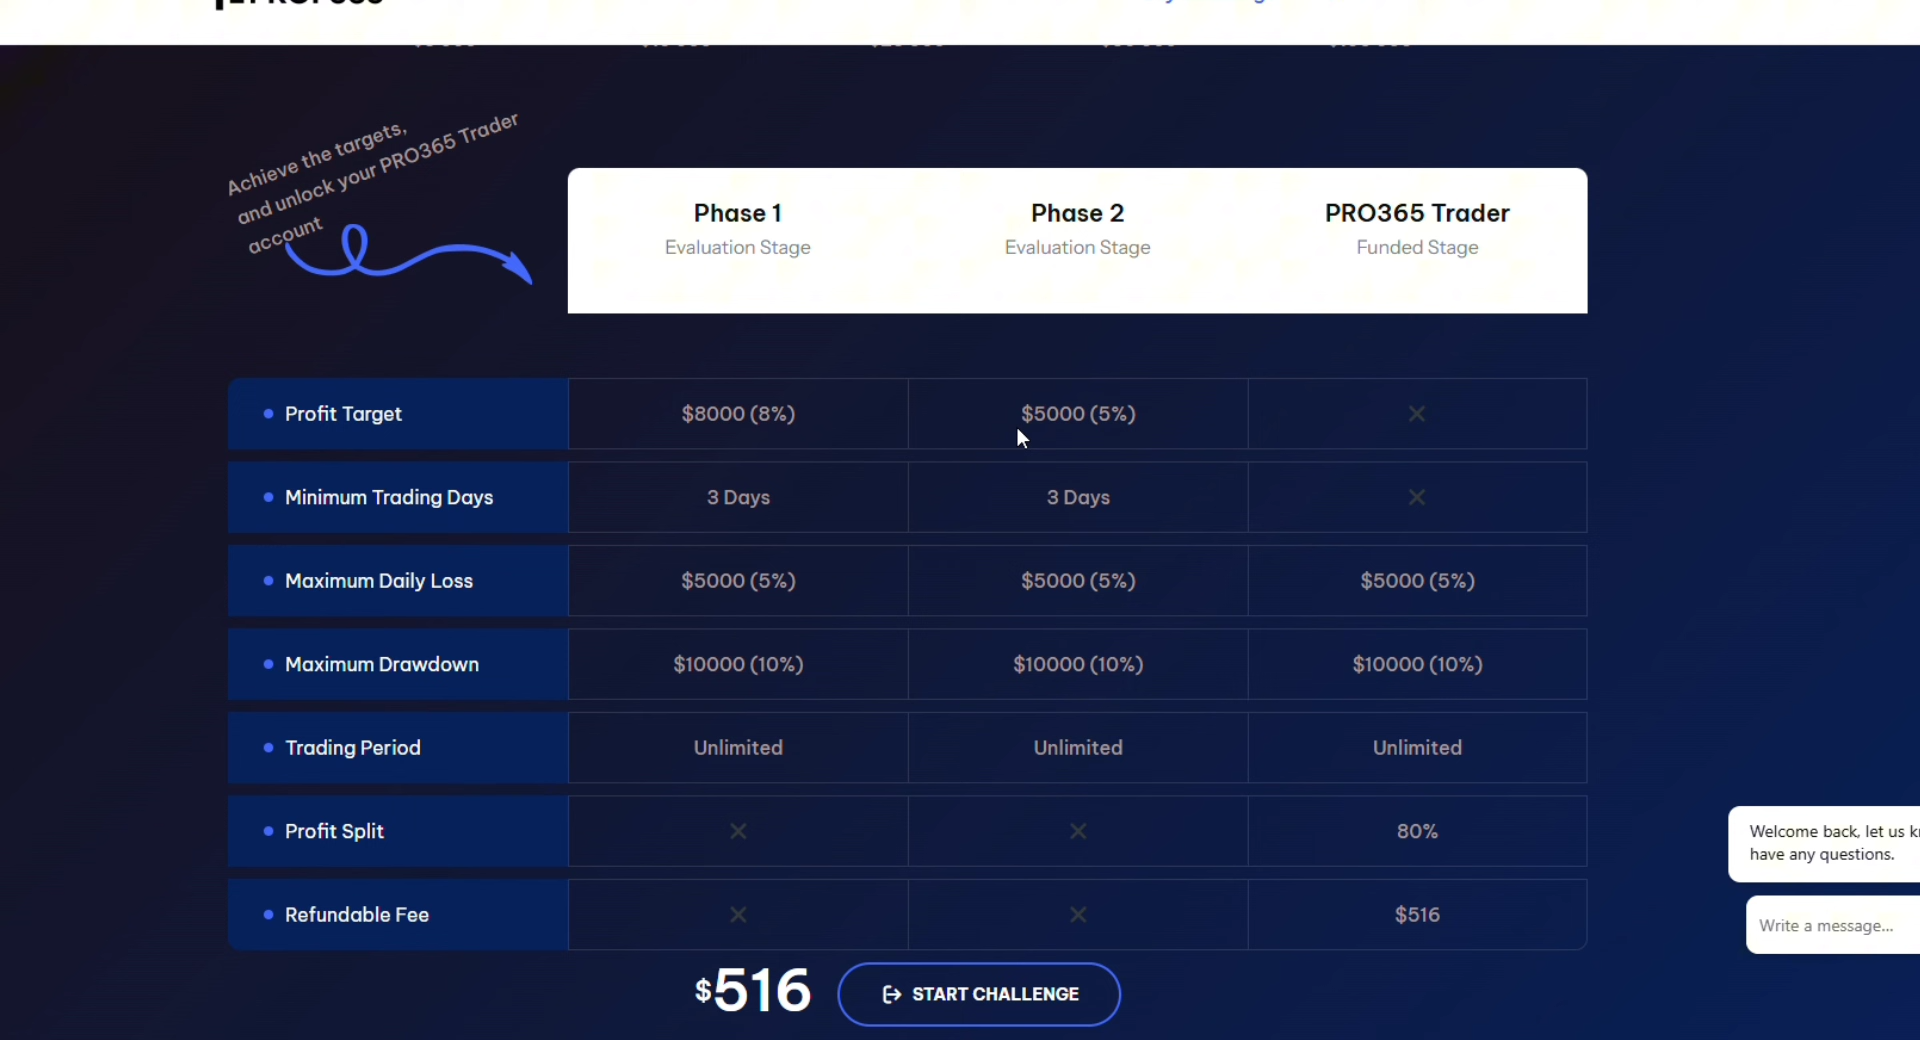 Achieve the targets,
and unlock your PRO365 Trader
account
Phase 1
Evaluation Stage
Phase 2
Evaluation Stage
PRO365 Trader
Funded Stage
Profit Target
$8000 (8%)
$5000 (5%)
Minimum Trading Days
3 Days
3 Days
Maximum Daily Loss
$5000 (5%)
$5000 (5%)
$5000 (5%)
Maximum Drawdown
$10000 (10%)
$10000 (10%)
$10000 (10%)
Trading Period
Unlimited
Unlimited
Unlimited
Profit Split
80%
Refundable Fee
$516
$516
START CHALLENGE
Welcome back, let us
have any questions.
Write a message...